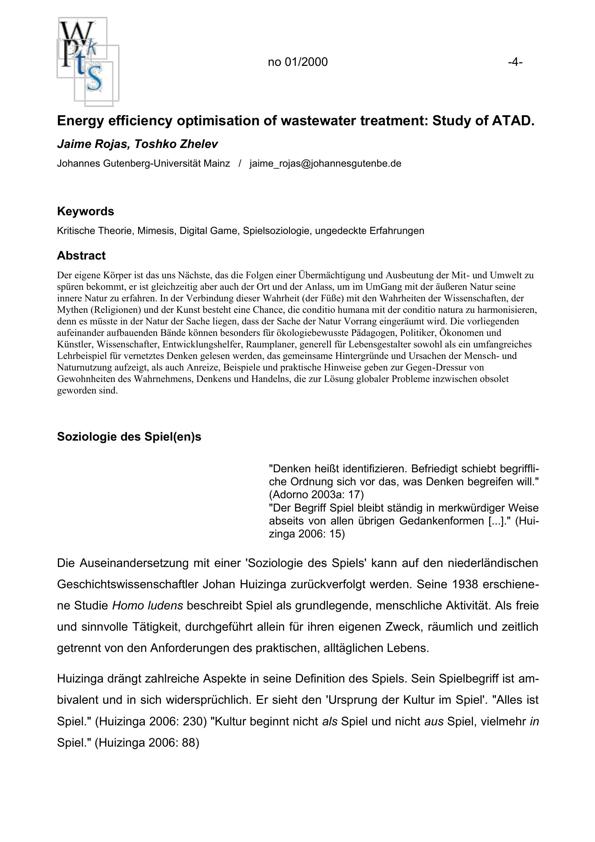 W
P k
t
S
no 01/2000 -4-
Energy efficiency optimisation of wastewater treatment: Study of ATAD.
Jaime Rojas, Toshko Zhelev
Johannes Gutenberg-Universität Mainz / jaime_rojas@johannesgutenbe.de
Keywords
Kritische Theorie, Mimesis, Digital Game, Spielsoziologie, ungedeckte Erfahrungen
Abstract
Der eigene Körper ist das uns Nächste, das die Folgen einer Übermächtigung und Ausbeutung der Mit- und Umwelt zu
spüren bekommt, er ist gleichzeitig aber auch der Ort und der Anlass, um im UmGang mit der äußeren Natur seine
innere Natur zu erfahren. In der Verbindung dieser Wahrheit (der Füße) mit den Wahrheiten der Wissenschaften, der
Mythen (Religionen) und der Kunst besteht eine Chance, die conditio humana mit der conditio natura zu harmonisieren,
denn es müsste in der Natur der Sache liegen, dass der Sache der Natur Vorrang eingeräumt wird. Die vorliegenden
aufeinander aufbauenden Bände können besonders für ökologiebewusste Pädagogen, Politiker, Ökonomen und
Künstler, Wissenschafter, Entwicklungshelfer, Raumplaner, generell für Lebensgestalter sowohl als ein umfangreiches
Lehrbeispiel für vernetztes Denken gelesen werden, das gemeinsame Hintergründe und Ursachen der Mensch- und
Naturnutzung aufzeigt, als auch Anreize, Beispiele und praktische Hinweise geben zur Gegen-Dressur von
Gewohnheiten des Wahrnehmens, Denkens und Handelns, die zur Lösung globaler Probleme inzwischen obsolet
geworden sind.
Soziologie des Spiel(en)s
"Denken heißt identifizieren. Befriedigt schiebt begriffli-
che Ordnung sich vor das, was Denken begreifen will."
(Adorno 2003a: 17)
"Der Begriff Spiel bleibt ständig in merkwürdiger Weise
abseits von allen übrigen Gedankenformen [...]." (Hui-
zinga 2006: 15)
Die Auseinandersetzung mit einer 'Soziologie des Spiels' kann auf den niederländischen
Geschichtswissenschaftler Johan Huizinga zurückverfolgt werden. Seine 1938 erschiene-
ne Studie Homo ludens beschreibt Spiel als grundlegende, menschliche Aktivität. Als freie
und sinnvolle Tätigkeit, durchgeführt allein für ihren eigenen Zweck, räumlich und zeitlich
getrennt von den Anforderungen des praktischen, alltäglichen Lebens.
Huizinga drängt zahlreiche Aspekte in seine Definition des Spiels. Sein Spielbegriff ist am-
bivalent und in sich widersprüchlich. Er sieht den 'Ursprung der Kultur im Spiel'. "Alles ist
Spiel." (Huizinga 2006: 230) "Kultur beginnt nicht als Spiel und nicht aus Spiel, vielmehr in
Spiel." (Huizinga 2006: 88)